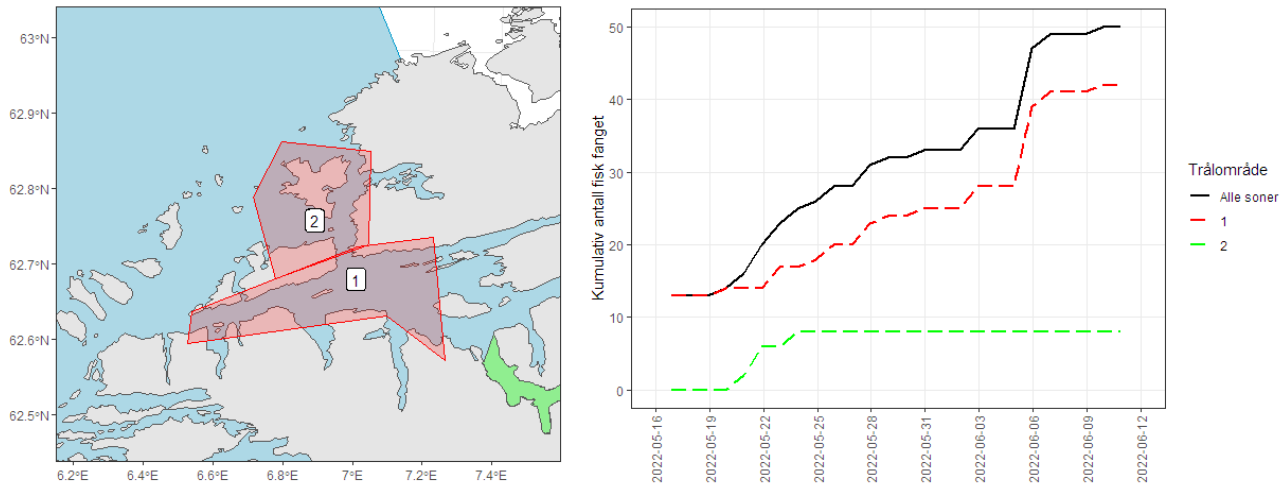 63°N
62.9°N
62.8°N
62.7°N
62.6°N
62.5°N
6.2°E
6.4°E
6.6°E
6.8°E
7°E
7.2°E
7.4°E
2
1
Kumulativ antall fisk fanget
50
40
30
20
10
0
2022-05-16
2022-05-19
2022-05-22
2022-05-25
2022-05-28
2022-05-31
2022-06-03
2022-06-06
2022-06-09
2022-06-12
Trålområde
Alle soner
1
2